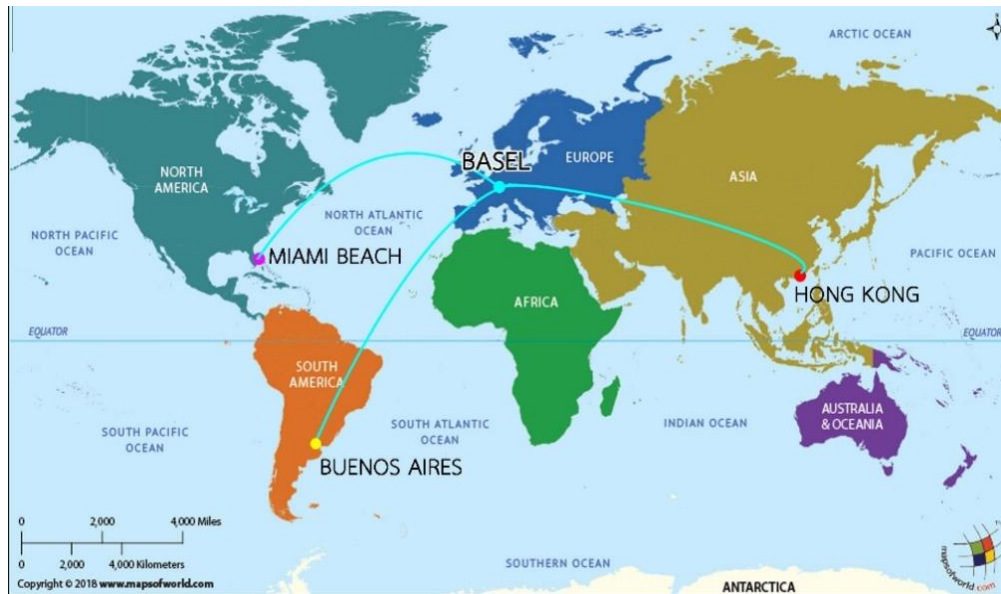 ARCTIC OCEAN
NORTH
AMERICA
BASEL
EUROPE
ASIA
NORTH ATLANTIC
OCEAN
NORTH PACIFIC
OCEAN
MIAMI BEACH
PACIFIC
OCEAN
HONG KONG
AFRICA
EQUATOR
EQUATOR
SOUTH
AMERICA
SOUTH PACIFIC
OCEAN
SOUTH ATLANTIC
OCEAN
INDIAN OCEAN
AUSTRALIA
& OCEANIA
BUENOS AIRES
0 2,000 4,000 Miles
0 2,000 4,000 Kilometers
Copyright © 2018 www.mapsofworld.com
SOUTHERN OCEAN
ANTARCTICA
mapsofworld.com